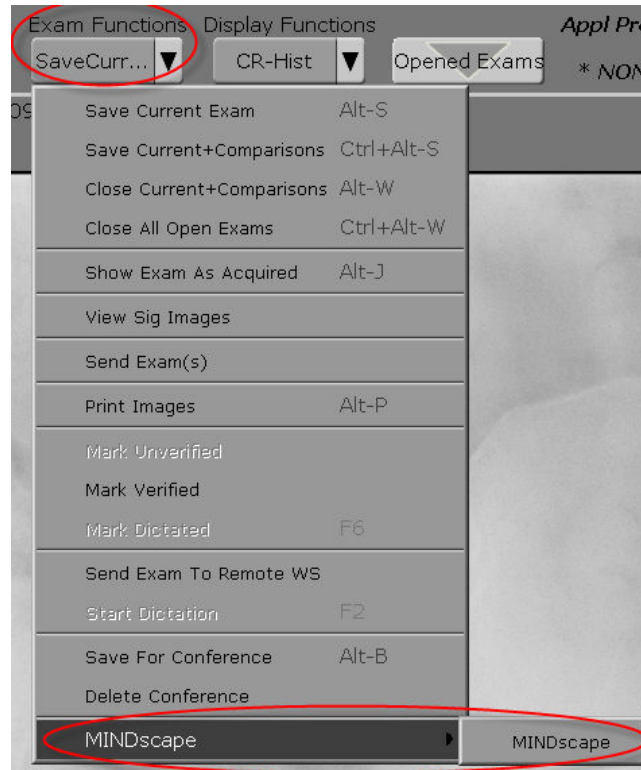 Exam Functions Display Functions Appl Pr
SaveCurr... CR-Hist Opened Exams * NON
09
Save Current Exam Alt-S
Save Current+Comparisons Ctrl+Alt-S
Close Current+Comparisons Alt-W
Close All Open Exams Ctrl+Alt-W
Show Exam As Acquired Alt-J
View Sig Images
Send Exam(s)
Print Images Alt-P
Mark Unverified
Mark Verified
Mark Dictated F6
Send Exam To Remote WS
Start Dictation F2
Save For Conference Alt-B
Delete Conference
MINDscape MINDscape